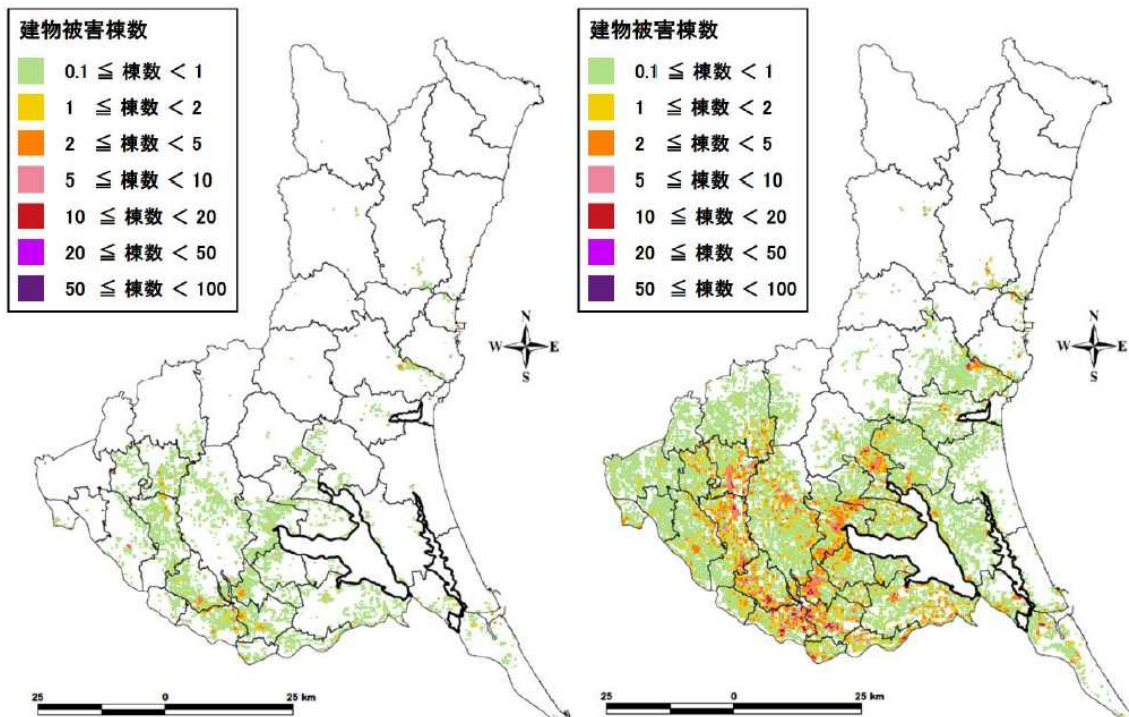 建物被害棟数
0.1 ≦ 棟数 < 1
1 ≦ 棟数 < 2
2 ≦ 棟数 < 5
5 ≦ 棟数 < 10
10 ≦ 棟数 < 20
20 ≦ 棟数 < 50
50 ≦ 棟数 < 100
N
W E
S
25 0 25 km
建物被害棟数
0.1 ≦ 棟数 < 1
1 ≦ 棟数 < 2
2 ≦ 棟数 < 5
5 ≦ 棟数 < 10
10 ≦ 棟数 < 20
20 ≦ 棟数 < 50
50 ≦ 棟数 < 100
N
W E
S
25 0 25 km